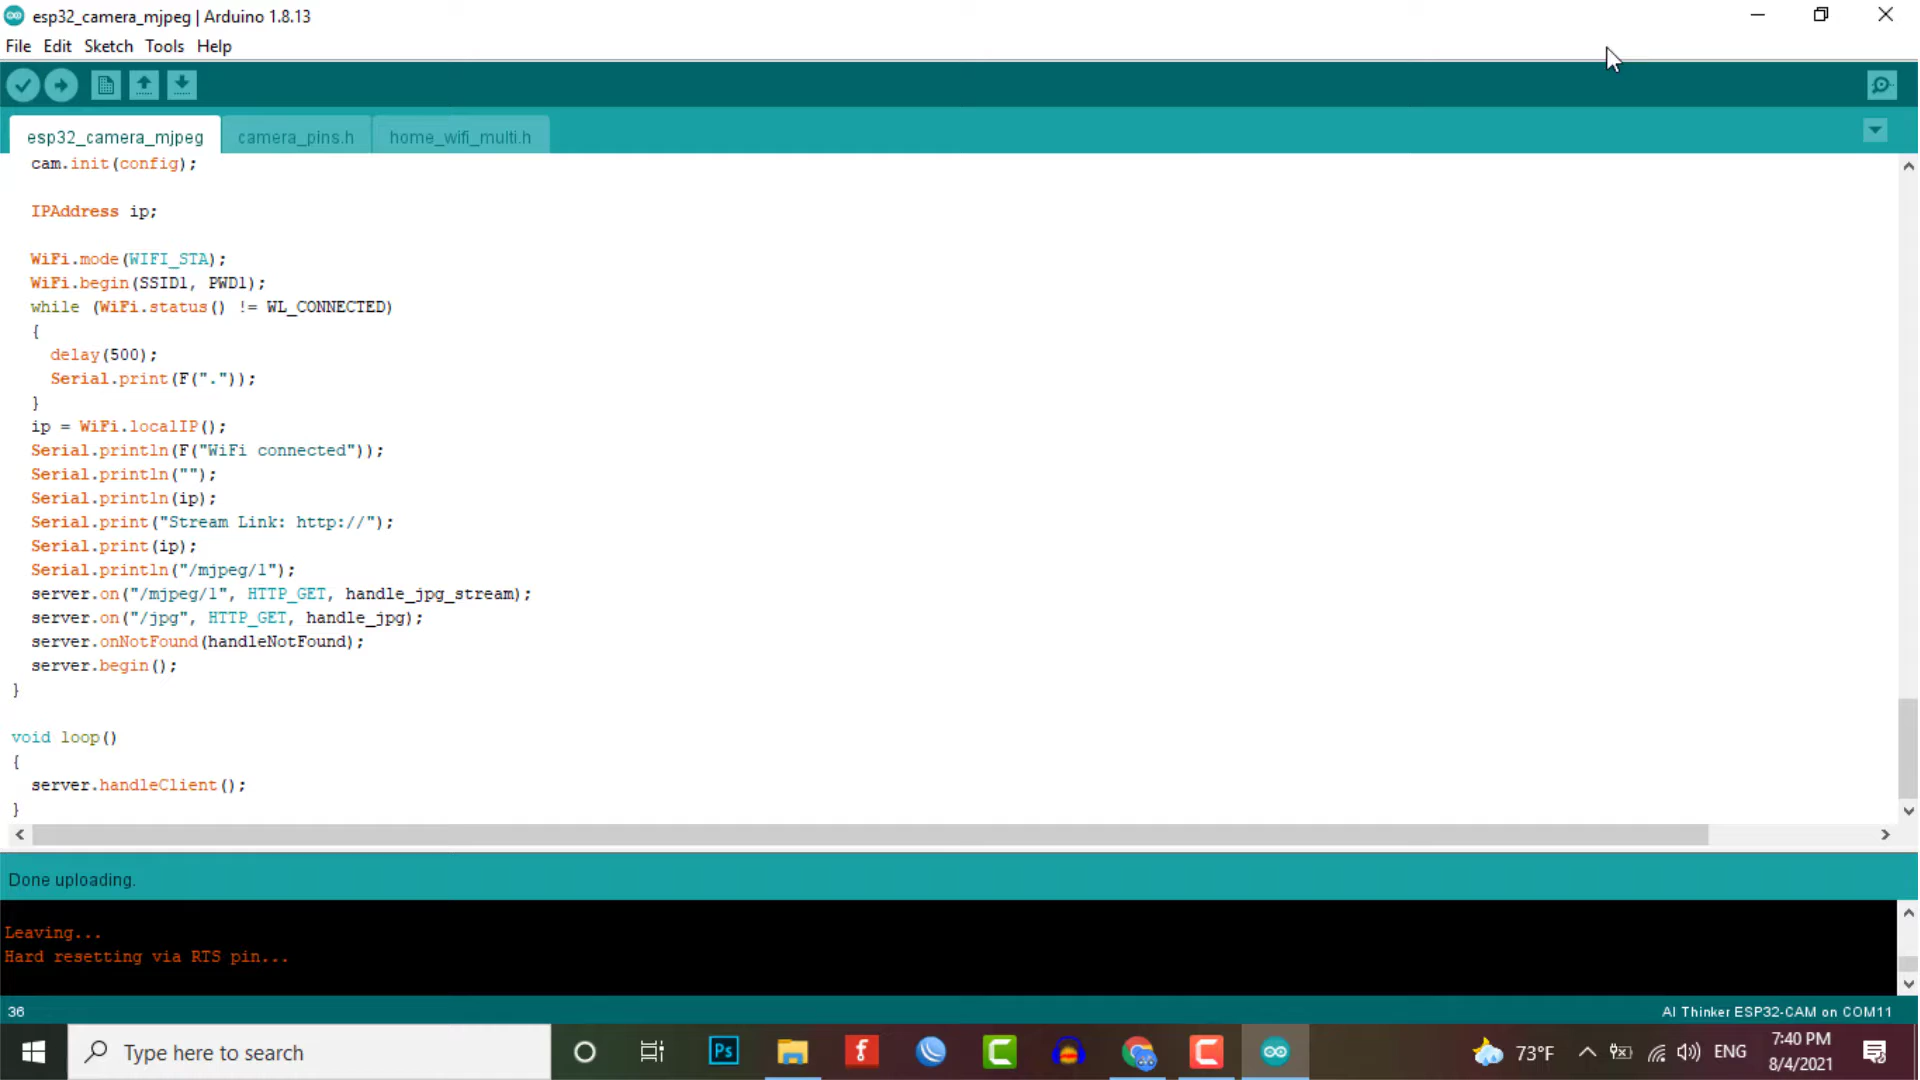 esp32_camera_mjpeg | Arduino 1.8.13
File Edit Sketch Tools Help
esp32_camera_mjpeg camera_pins.h home_wifi_multi.h
cam.init(config);
IPAddress ip;
WiFi.mode(WIFI_STA);
WiFi.begin(SSID1, PWD1);
while (WiFi.status() != WL_CONNECTED)
{
delay(500);
Serial.print(F("."));
}
ip = WiFi.localIP();
Serial.println(F("WiFi connected"));
Serial.println("");
Serial.println(ip);
Serial.print("Stream Link: http://");
Serial.print(ip);
Serial.println("/mjpeg/1");
server.on("/mjpeg/1", HTTP_GET, handle_jpg_stream);
server.on("/jpg", HTTP_GET, handle_jpg);
server.onNotFound(handleNotFound);
server.begin();
}
void loop()
{
server.handleClient();
}
Done uploading.
Leaving...
Hard resetting via RTS pin...
36 AI Thinker ESP32-CAM on COM11
Type here to search Ps f C C 73°F ENG 7:40 PM
8/4/2021